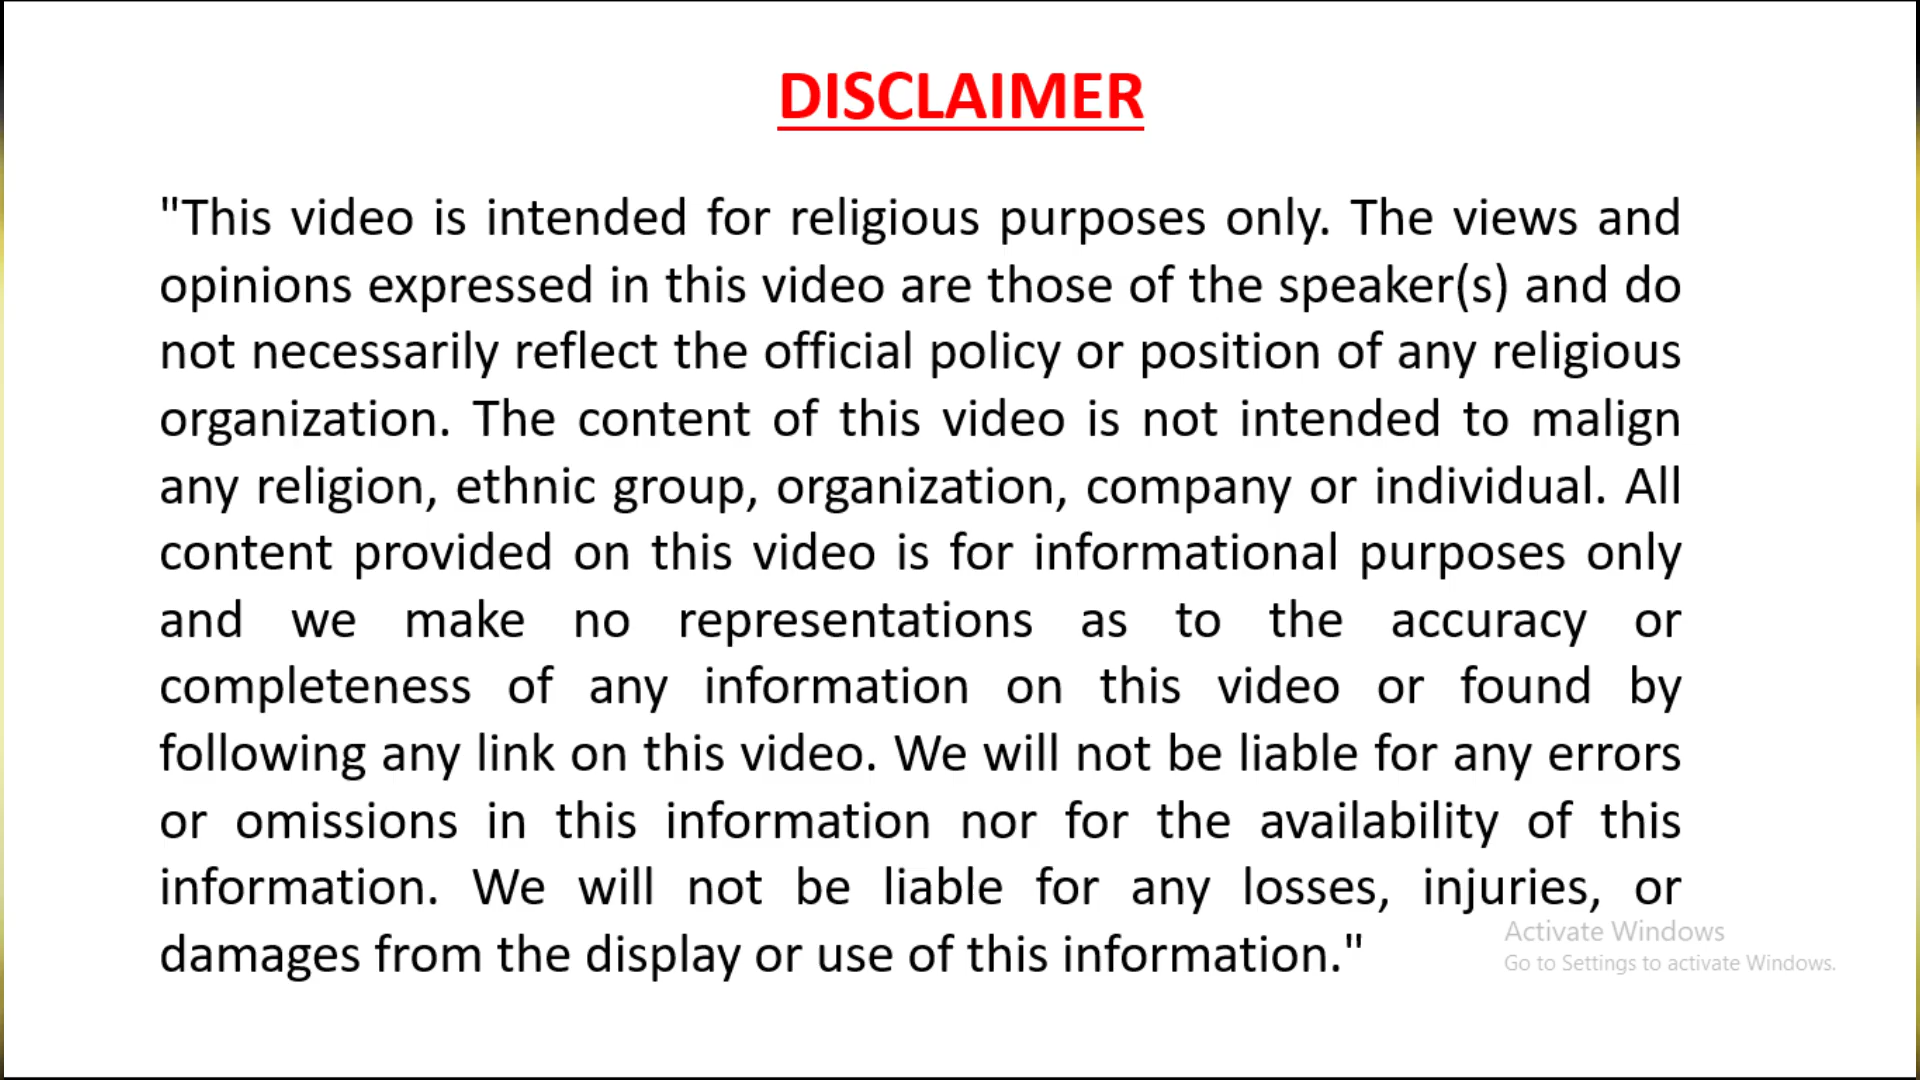 DISCLAIMER
"This video is intended for religious purposes only. The views and
opinions expressed in this video are those of the speaker(s) and do
not necessarily reflect the official policy or position of any religious
organization. The content of this video is not intended to malign
any religion, ethnic group, organization, company or individual. All
content provided on this video is for informational purposes only
and we make no representations as to the accuracy or
completeness of any information on this video or found by
following any link on this video. We will not be liable for any errors
or omissions in this information nor for the availability of this
information. We will not be liable for any losses, injuries, or
damages from the display or use of this information."
Activate Windows
Go to Settings to activate Windows.